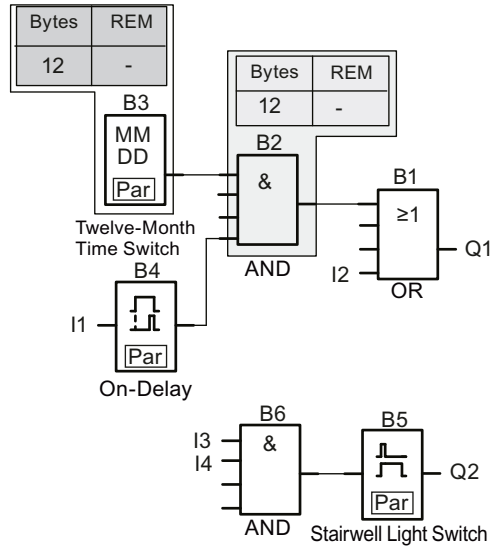 Bytes REM
12 -
Bytes REM
12 -
B3
MM
DD
Par
Twelve-Month
Time Switch
B2
&
AND
B1
≥1
Q1
I2
OR
B4
I1
Par
On-Delay
B6
I3
&
I4
AND
B5
Q2
Par
Stairwell Light Switch